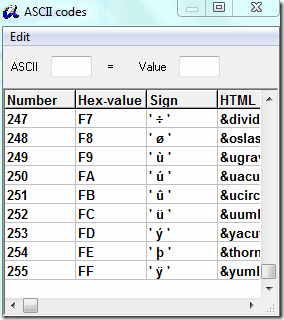 ASCII codes
Edit
ASCII = Value
Number Hex-value Sign HTML
247 F7 ' ÷ ' &divid
248 F8 ' ø ' &oslas
249 F9 ' ù ' &ugrav
250 FA ' ú ' &uacu
251 FB ' û ' &ucirc
252 FC ' ü ' &uuml
253 FD ' ý ' &yacut
254 FE ' þ ' &thorn
255 FF ' ÿ ' &yuml